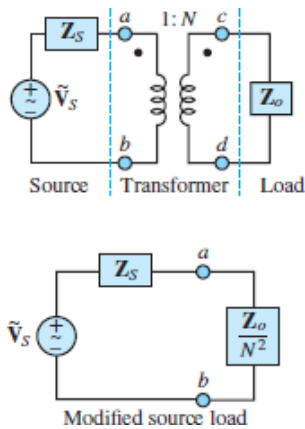 Z_S a 1:N c
+ ~ − Ṽ_S Z_o
b d
Source Transformer Load
Z_S a
+ ~ − Ṽ_S Z_o/N²
b
Modified source load